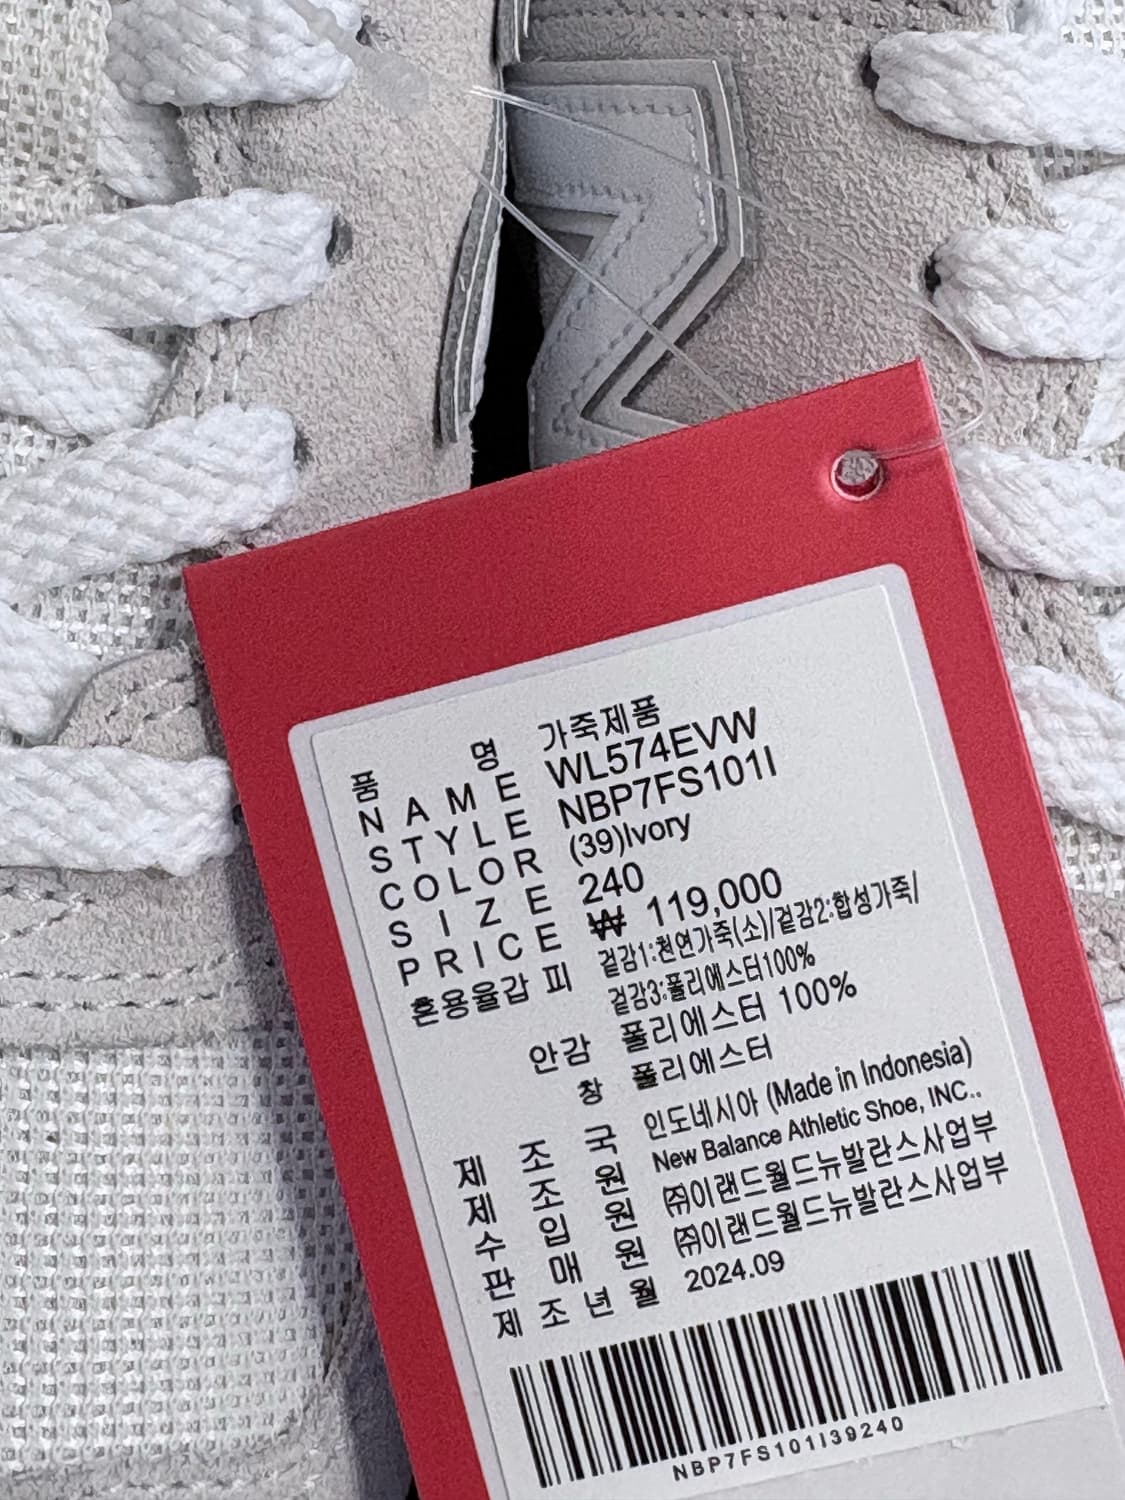 품 명 가죽제품
NAME WL574EVW
STYLE NBP7FS101I
COLOR (39)Ivory
SIZE 240
PRICE ₩ 119,000
혼용율갑 피 겉감1:천연가죽(소)/겉감2:합성가죽/
겉감3:폴리에스터100%
안감 폴리에스터 100%
창 폴리에스터
제 조 국 인도네시아 (Made in Indonesia)
제 조 원 New Balance Athletic Shoe, INC..
수 입 원 ㈜이랜드월드뉴발란스사업부
판 매 원 ㈜이랜드월드뉴발란스사업부
제 조 년 월 2024.09
NBP7FS101I39240